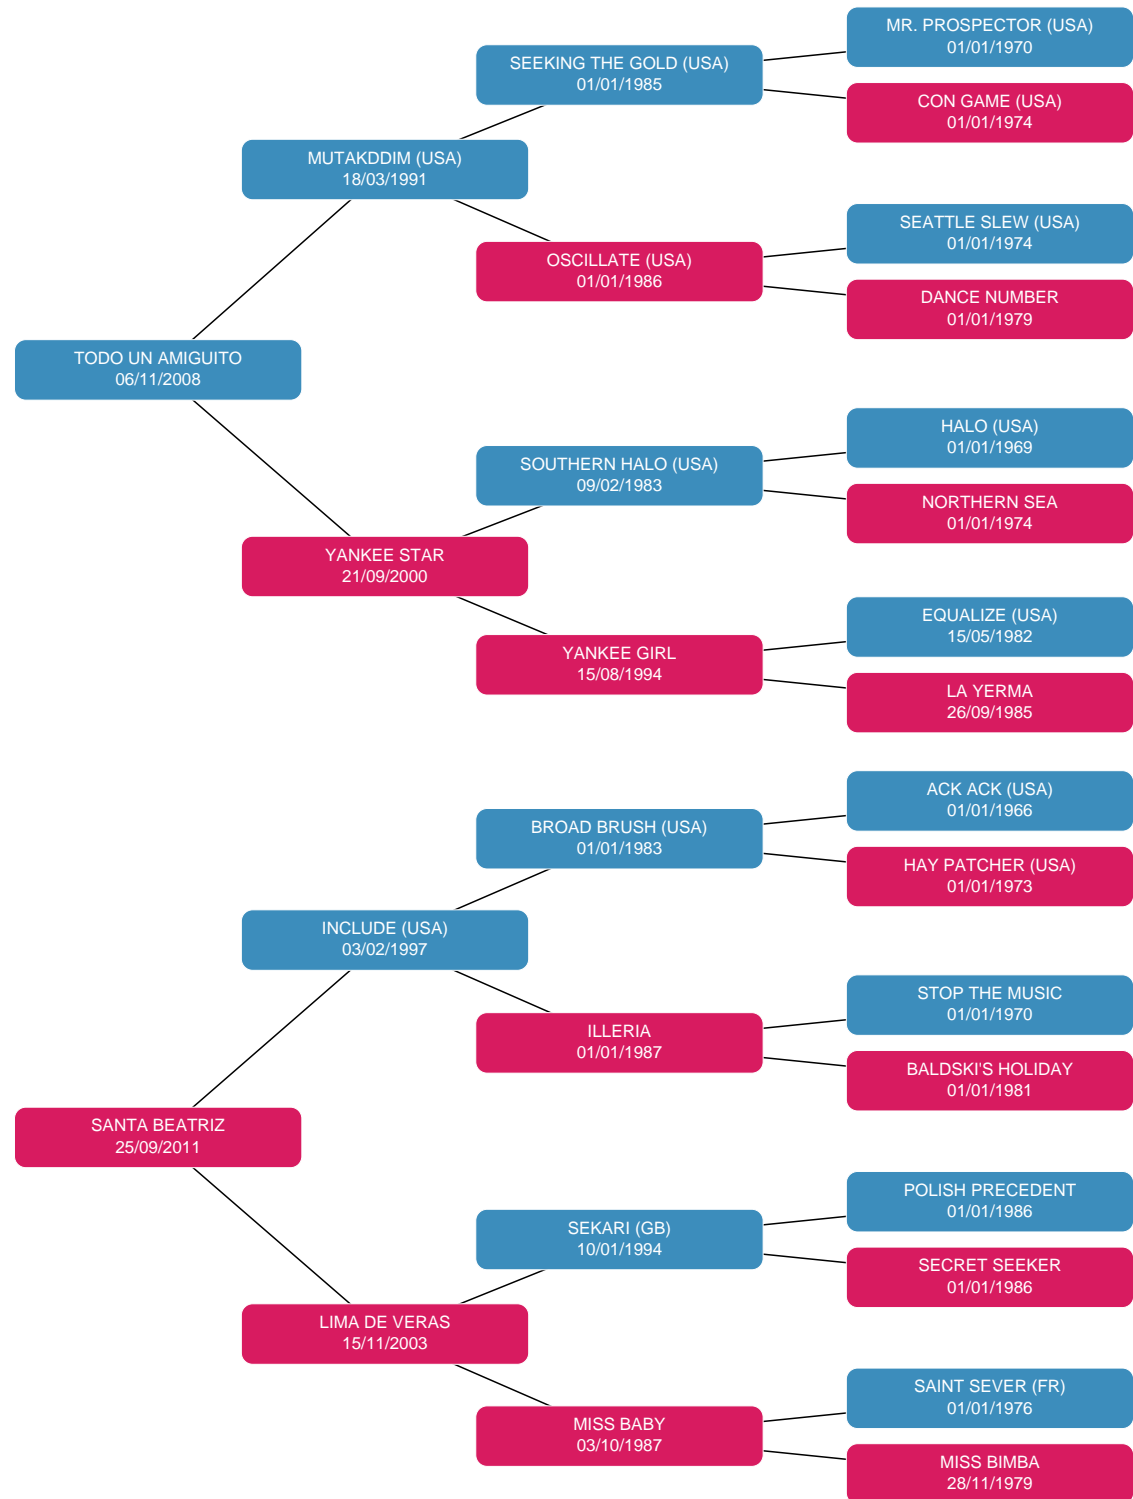 MR. PROSPECTOR (USA)
01/01/1970
SEEKING THE GOLD (USA)
01/01/1985
CON GAME (USA)
01/01/1974
MUTAKDDIM (USA)
18/03/1991
SEATTLE SLEW (USA)
01/01/1974
OSCILLATE (USA)
01/01/1986
DANCE NUMBER
01/01/1979
TODO UN AMIGUITO
06/11/2008
HALO (USA)
01/01/1969
SOUTHERN HALO (USA)
09/02/1983
NORTHERN SEA
01/01/1974
YANKEE STAR
21/09/2000
EQUALIZE (USA)
15/05/1982
YANKEE GIRL
15/08/1994
LA YERMA
26/09/1985
ACK ACK (USA)
01/01/1966
BROAD BRUSH (USA)
01/01/1983
HAY PATCHER (USA)
01/01/1973
INCLUDE (USA)
03/02/1997
STOP THE MUSIC
01/01/1970
ILLERIA
01/01/1987
BALDSKI'S HOLIDAY
01/01/1981
SANTA BEATRIZ
25/09/2011
POLISH PRECEDENT
01/01/1986
SEKARI (GB)
10/01/1994
SECRET SEEKER
01/01/1986
LIMA DE VERAS
15/11/2003
SAINT SEVER (FR)
01/01/1976
MISS BABY
03/10/1987
MISS BIMBA
28/11/1979